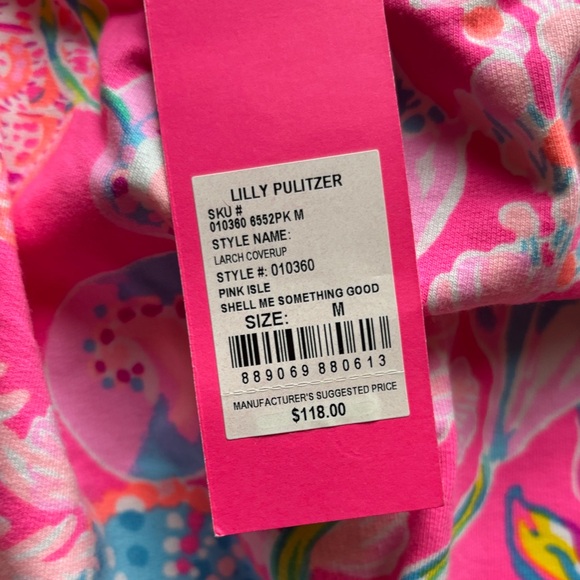 LILLY PULITZER
SKU #
010360 6552PK M
STYLE NAME:
LARCH COVERUP
STYLE #: 010360
PINK ISLE
SHELL ME SOMETHING GOOD
SIZE: M
889069 880613
MANUFACTURER'S SUGGESTED PRICE
$118.00